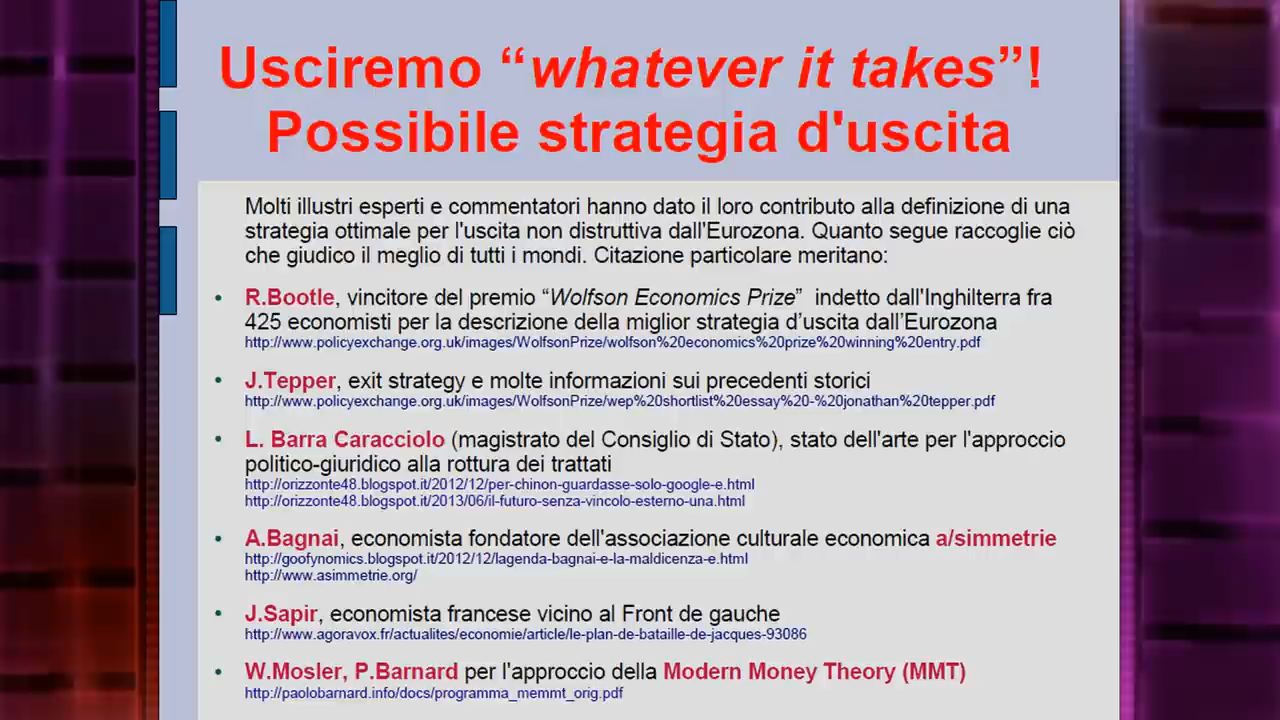 Usciremo “whatever it takes”!
Possibile strategia d'uscita
Molti illustri esperti e commentatori hanno dato il loro contributo alla definizione di una
strategia ottimale per l'uscita non distruttiva dall'Eurozona. Quanto segue raccoglie ciò
che giudico il meglio di tutti i mondi. Citazione particolare meritano:
• R.Bootle, vincitore del premio “Wolfson Economics Prize” indetto dall'Inghilterra fra
425 economisti per la descrizione della miglior strategia d’uscita dall’Eurozona
http://www.policyexchange.org.uk/images/WolfsonPrize/wolfson%20economics%20prize%20winning%20entry.pdf
• J.Tepper, exit strategy e molte informazioni sui precedenti storici
http://www.policyexchange.org.uk/images/WolfsonPrize/wep%20shortlist%20essay%20-%20jonathan%20tepper.pdf
• L. Barra Caracciolo (magistrato del Consiglio di Stato), stato dell'arte per l'approccio
politico-giuridico alla rottura dei trattati
http://orizzonte48.blogspot.it/2012/12/per-chinon-guardasse-solo-google-e.html
http://orizzonte48.blogspot.it/2013/06/il-futuro-senza-vincolo-esterno-una.html
• A.Bagnai, economista fondatore dell'associazione culturale economica a/simmetrie
http://goofynomics.blogspot.it/2012/12/lagenda-bagnai-e-la-maldicenza-e.html
http://www.asimmetrie.org/
• J.Sapir, economista francese vicino al Front de gauche
http://www.agoravox.fr/actualites/economie/article/le-plan-de-bataille-de-jacques-93086
• W.Mosler, P.Barnard per l'approccio della Modern Money Theory (MMT)
http://paolobarnard.info/docs/programma_memmt_orig.pdf